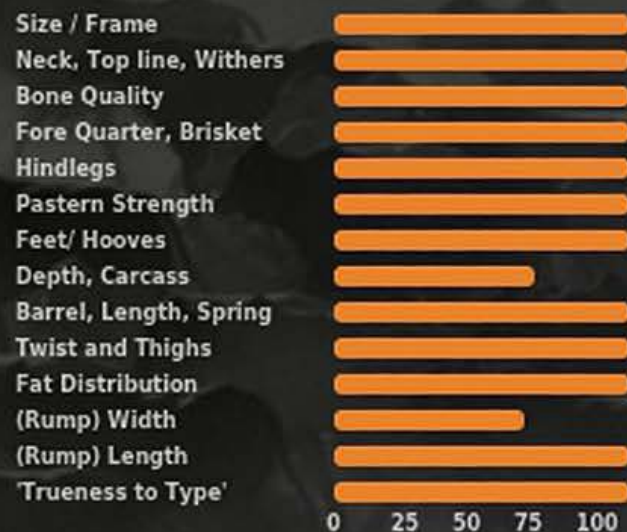 Size / Frame
Neck, Top line, Withers
Bone Quality
Fore Quarter, Brisket
Hindlegs
Pastern Strength
Feet/ Hooves
Depth, Carcass
Barrel, Length, Spring
Twist and Thighs
Fat Distribution
(Rump) Width
(Rump) Length
'Trueness to Type'
0 25 50 75 100